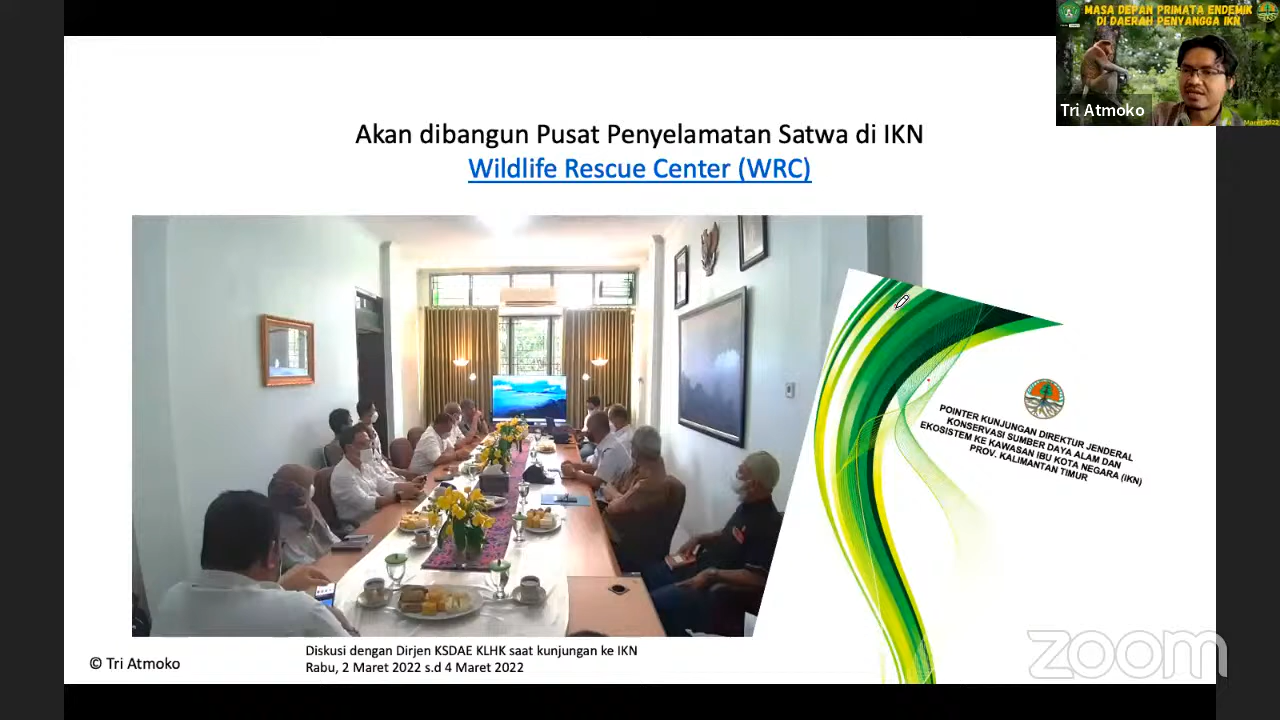 MASA DEPAN PRIMATA ENDEMIK
DI DAERAH PENYANGGA IKN
Tri Atmoko
Maret 2022
Akan dibangun Pusat Penyelamatan Satwa di IKN
Wildlife Rescue Center (WRC)
POINTER KUNJUNGAN DIREKTUR JENDERAL
KONSERVASI SUMBER DAYA ALAM DAN
EKOSISTEM KE KAWASAN IBU KOTA NEGARA (IKN)
PROV. KALIMANTAN TIMUR
Diskusi dengan Dirjen KSDAE KLHK saat kunjungan ke IKN
Rabu, 2 Maret 2022 s.d 4 Maret 2022
© Tri Atmoko
zoom